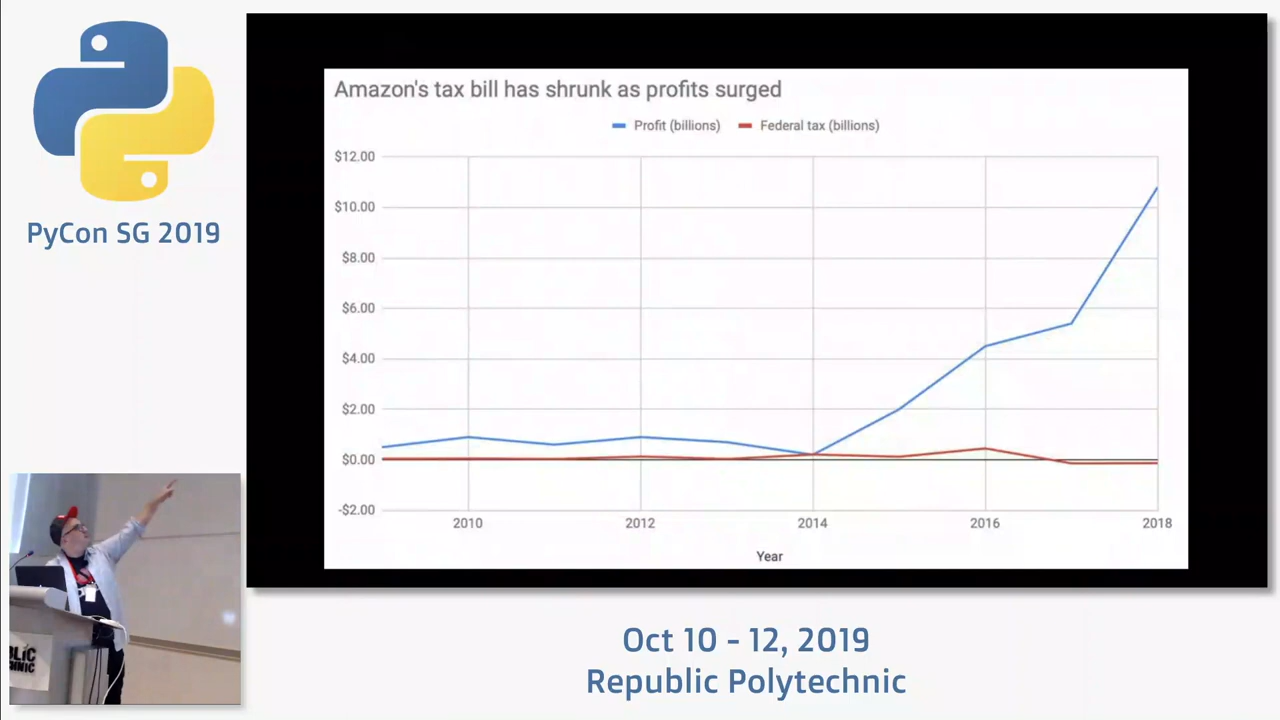 PyCon SG 2019
Amazon's tax bill has shrunk as profits surged
Profit (billions)
Federal tax (billions)
$12.00
$10.00
$8.00
$6.00
$4.00
$2.00
$0.00
-$2.00
2010
2012
2014
2016
2018
Year
Oct 10 - 12, 2019
Republic Polytechnic